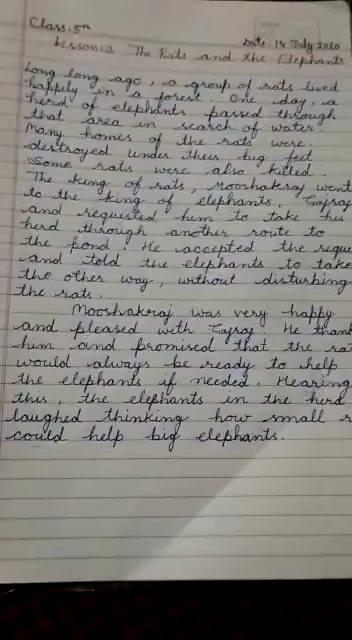 Class:5th
Date 14 July 2020
Lesson:3 The Rats and the Elephants
Long long ago, a group of rats lived
happily in a forest. One day, a
herd of elephants passed through
that area in search of water.
Many homes of the rats were
destroyed under their big feet
Some rats were also killed.
The king of rats, Mooshakraj went
to the king of elephants, Gajraj
and requested him to take his
herd through another route to
the pond. He accepted the reque
and told the elephants to take
the other way, without disturbing
the rats.
Mooshakraj was very happy
and pleased with Gajraj. He thank
him and promised that the rat
would always be ready to help
the elephants if needed. Hearing
this, the elephants in the herd
laughed thinking how small r
could help big elephants.